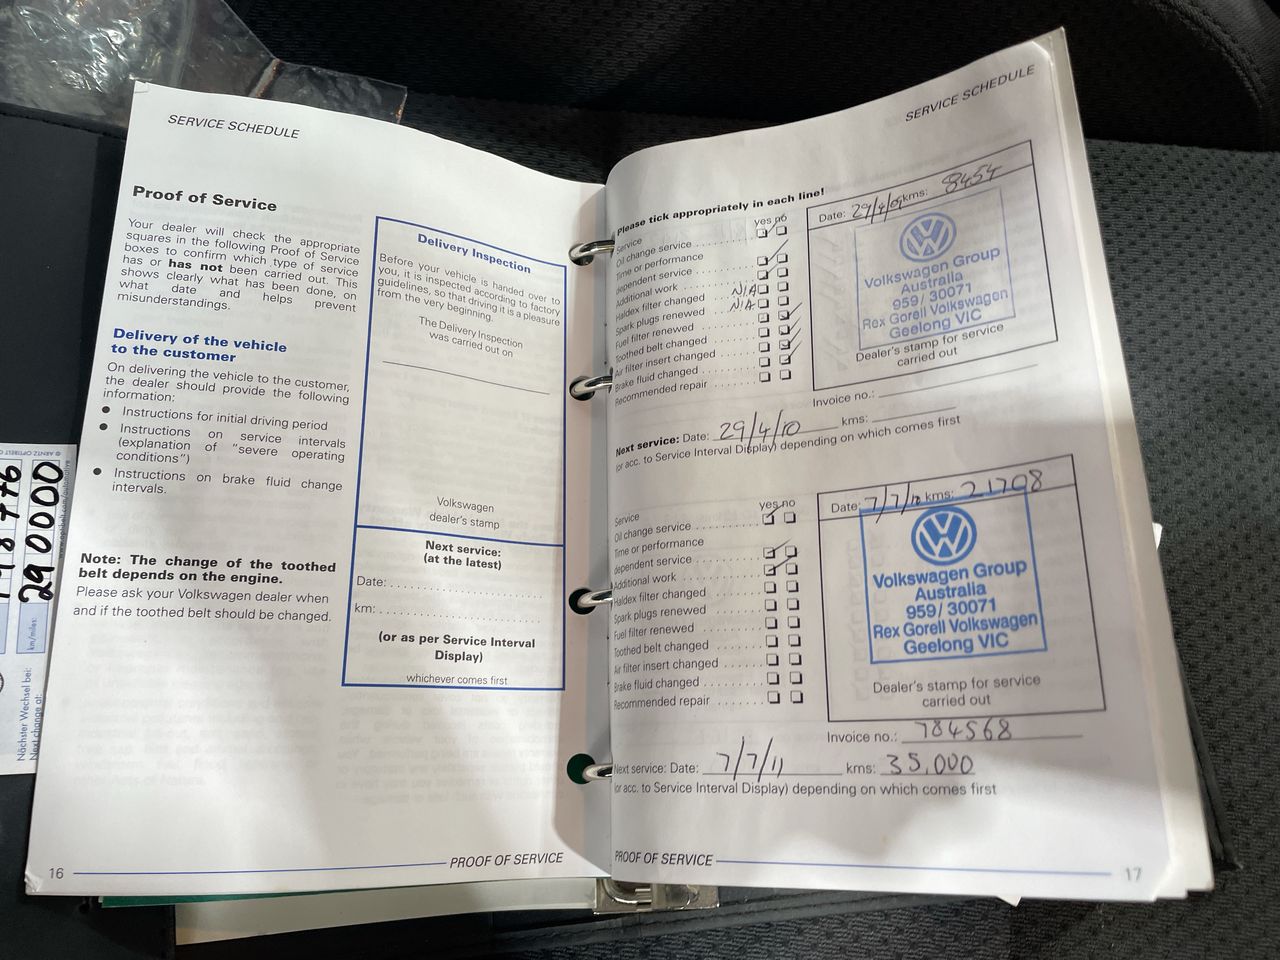 SERVICE SCHEDULE
Proof of Service
Your dealer will check the appropriate
squares in the following Proof of Service
boxes to confirm which type of service
has or has not been carried out. This
shows clearly what has been done, on
what date and helps prevent
misunderstandings.
Delivery of the vehicle
to the customer
On delivering the vehicle to the customer,
the dealer should provide the following
information:
● Instructions for initial driving period
● Instructions on service intervals
(explanation of "severe operating
conditions")
● Instructions on brake fluid change
intervals.
Note: The change of the toothed
belt depends on the engine.
Please ask your Volkswagen dealer when
and if the toothed belt should be changed.
Delivery Inspection
Before your vehicle is handed over to
you, it is inspected according to factory
guidelines, so that driving it is a pleasure
from the very beginning.
The Delivery Inspection
was carried out on
Volkswagen
dealer's stamp
Next service:
(at the latest)
Date:
km:
(or as per Service Interval
Display)
whichever comes first
16
PROOF OF SERVICE
290000
km/miles:
Nächster Wechsel bei:
Next change at:
SERVICE SCHEDULE
Please tick appropriately in each line!
yes no
Service
Oil change service
Time or performance
dependent service
Additional work
Haldex filter changed N/A
Spark plugs renewed N/A
Fuel filter renewed
Toothed belt changed
Air filter insert changed
Brake fluid changed
Recommended repair
Date: 29/4/09 kms: 8454
Volkswagen Group
Australia
959/30071
Rex Gorell Volkswagen
Geelong VIC
Dealer's stamp for service
carried out
Invoice no.:
Next service: Date: 29/4/10 kms:
(or acc. to Service Interval Display) depending on which comes first
yes no
Service
Oil change service
Time or performance
dependent service
Additional work
Haldex filter changed
Spark plugs renewed
Fuel filter renewed
Toothed belt changed
Air filter insert changed
Brake fluid changed
Recommended repair
Date: 7/7/10 kms: 21708
Volkswagen Group
Australia
959/30071
Rex Gorell Volkswagen
Geelong VIC
Dealer's stamp for service
carried out
Invoice no.: 784568
Next service: Date: 7/7/11 kms: 35,000
(or acc. to Service Interval Display) depending on which comes first
PROOF OF SERVICE
17